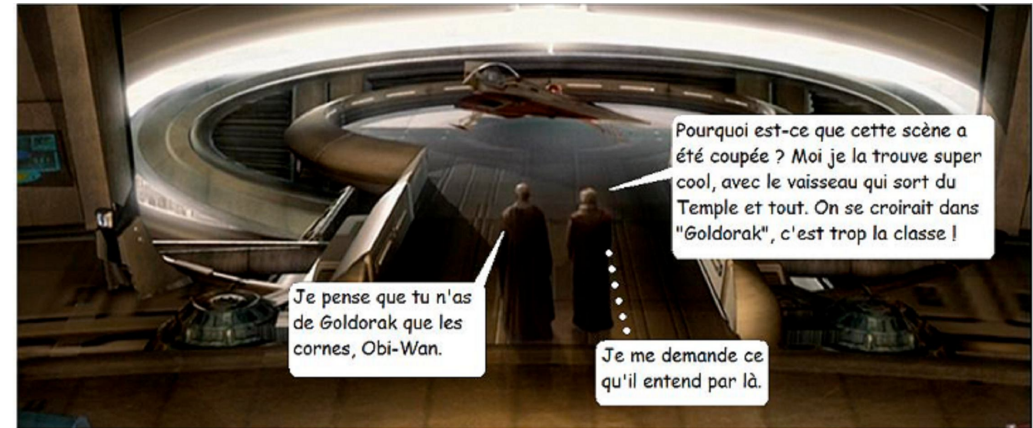 Pourquoi est-ce que cette scène a
été coupée ? Moi je la trouve super
cool, avec le vaisseau qui sort du
Temple et tout. On se croirait dans
"Goldorak", c'est trop la classe !
Je pense que tu n'as
de Goldorak que les
cornes, Obi-Wan.
Je me demande ce
qu'il entend par là.